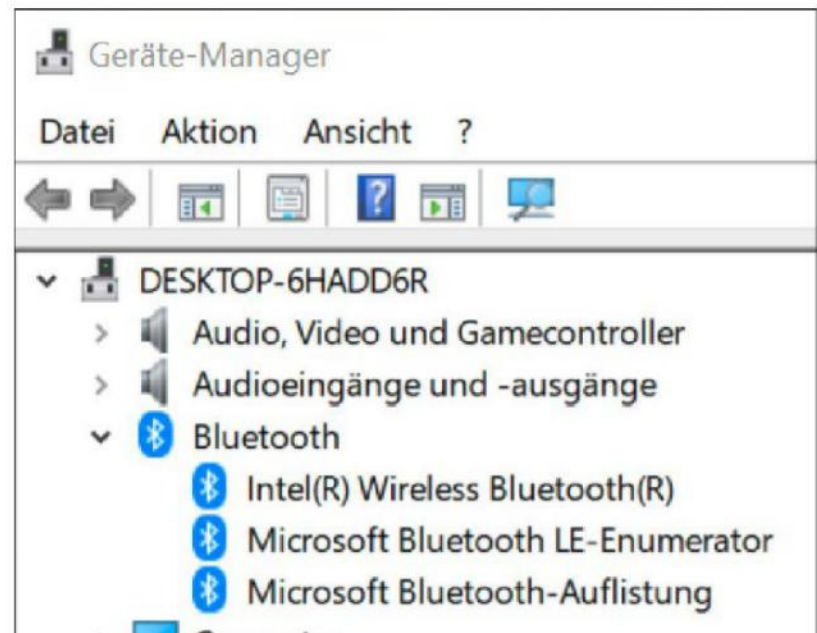 Geräte-Manager
Datei Aktion Ansicht ?
DESKTOP-6HADD6R
Audio, Video und Gamecontroller
Audioeingänge und -ausgänge
Bluetooth
Intel(R) Wireless Bluetooth(R)
Microsoft Bluetooth LE-Enumerator
Microsoft Bluetooth-Auflistung